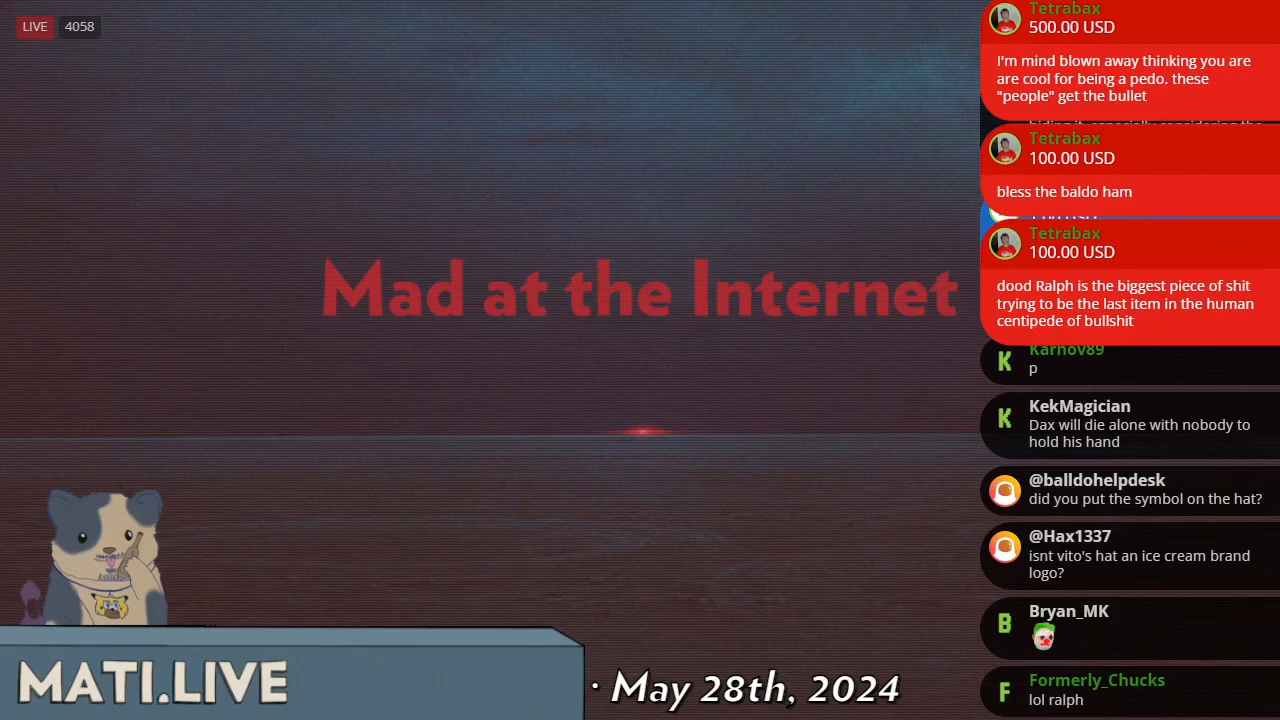 LIVE 4058
Mad at the Internet
MATI.LIVE
· May 28th, 2024
Tetrabax
500.00 USD
I'm mind blown away thinking you are
are cool for being a pedo. these
"people" get the bullet
Tetrabax
100.00 USD
bless the baldo ham
Tetrabax
100.00 USD
dood Ralph is the biggest piece of shit
trying to be the last item in the human
centipede of bullshit
Karnov89
p
KekMagician
Dax will die alone with nobody to
hold his hand
@balldohelpdesk
did you put the symbol on the hat?
@Hax1337
isnt vito's hat an ice cream brand
logo?
Bryan_MK
Formerly_Chucks
lol ralph